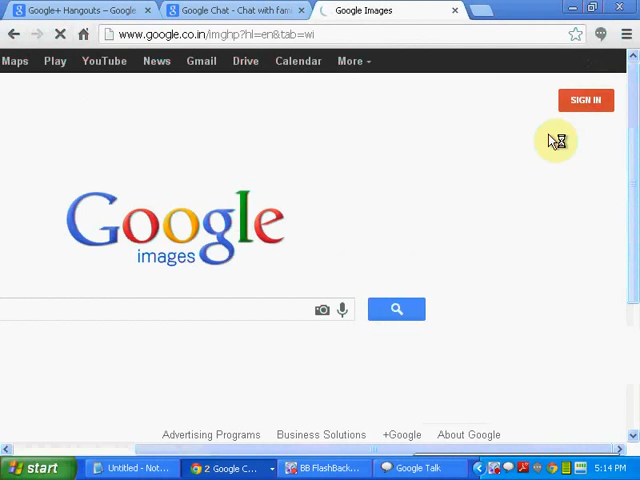 Google+ Hangouts – Google
Google Chat - Chat with fam
Google Images
www.google.co.in/imghp?hl=en&tab=wi
Maps Play YouTube News Gmail Drive Calendar More
SIGN IN
Google
images
Advertising Programs Business Solutions +Google About Google
start Untitled - Not... 2 Google C... BB FlashBack... Google Talk 5:14 PM